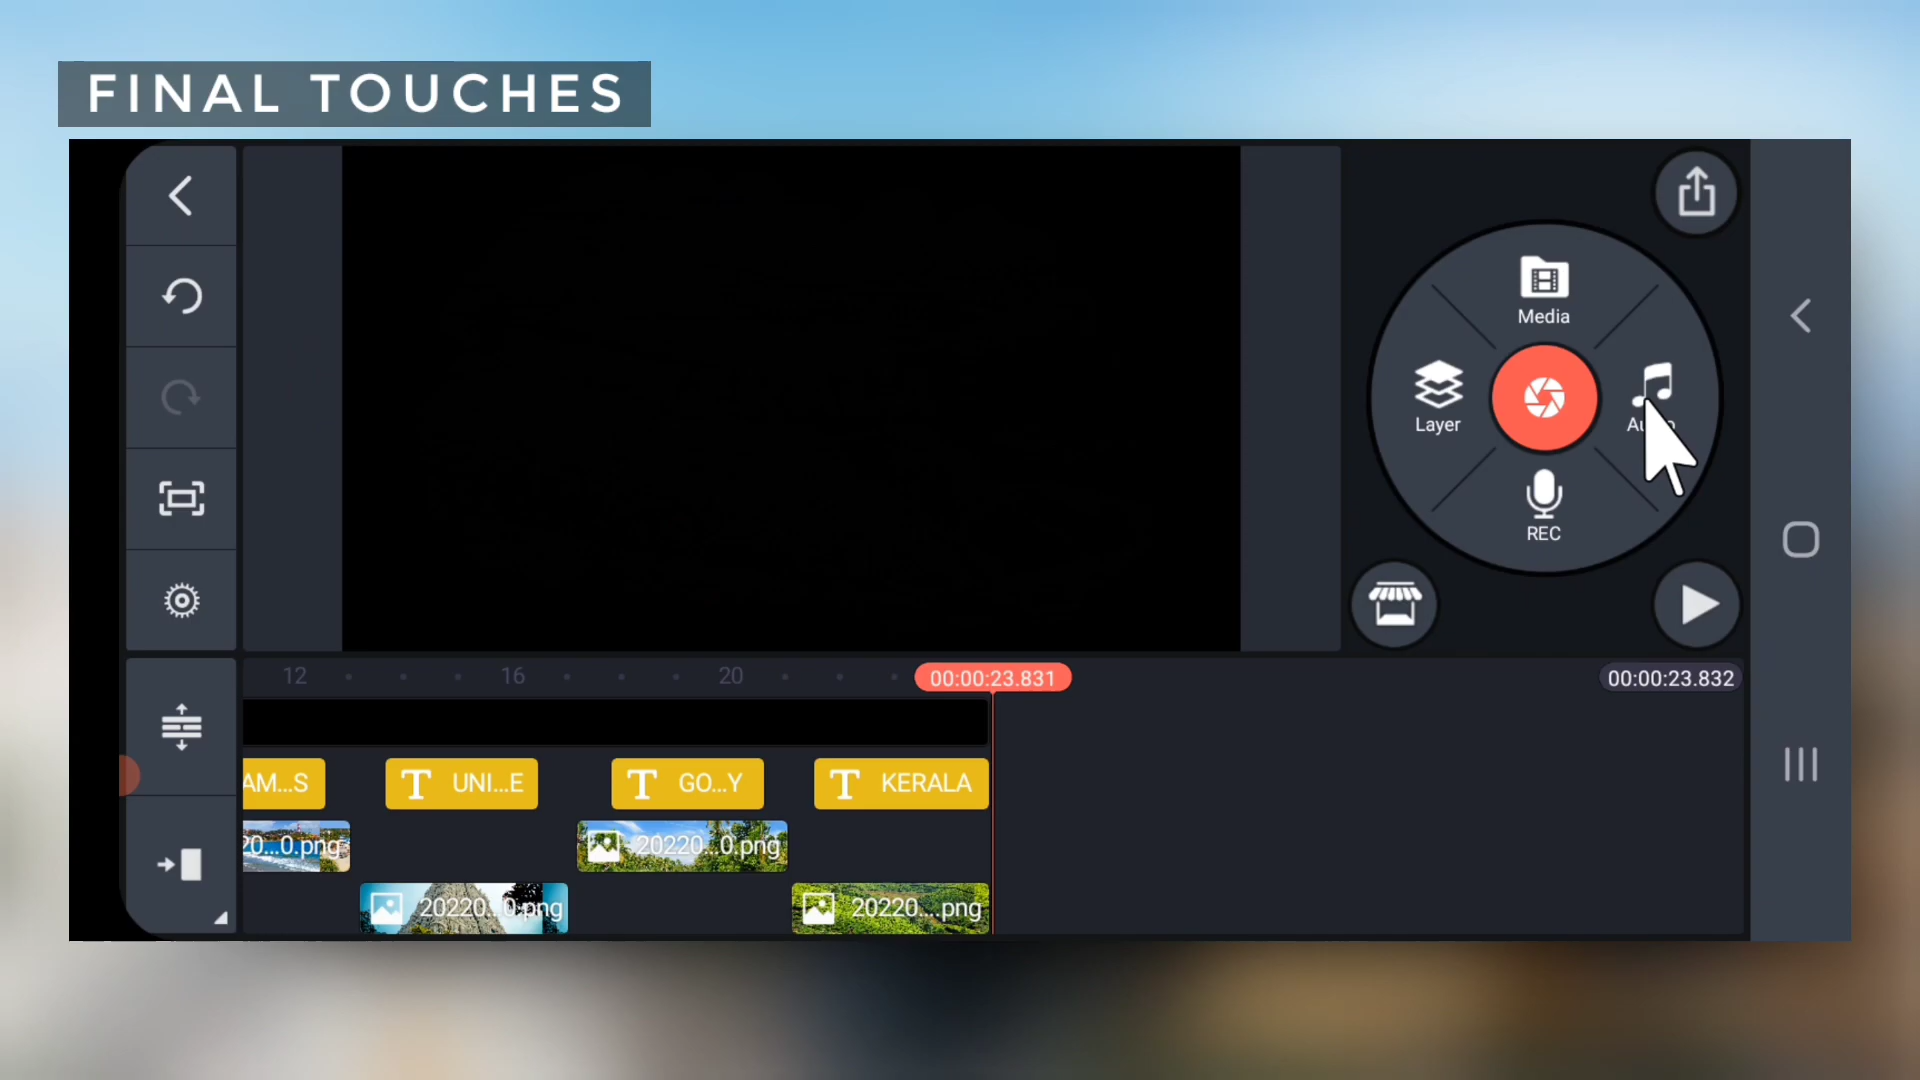 FINAL TOUCHES
Media
Layer
REC
12
16
20
00:00:23.831
00:00:23.832
AM...S
T UNI...E
T GO...Y
T KERALA
20...0.png
20220...0.png
20220...0.png
20220....png